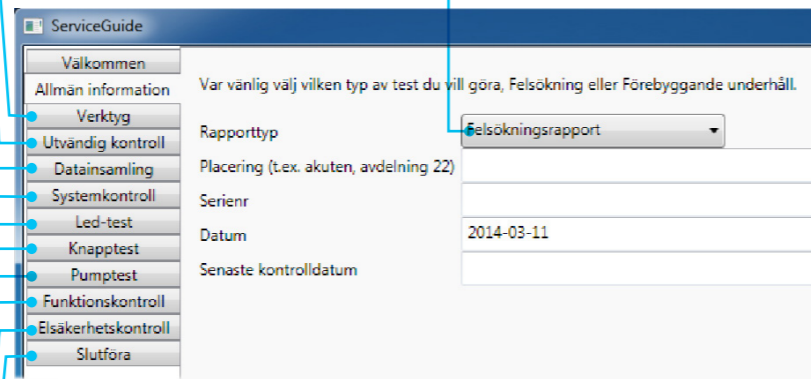 ServiceGuide
Välkommen
Allmän information
Verktyg
Utvändig kontroll
Datainsamling
Systemkontroll
Led-test
Knapptest
Pumptest
Funktionskontroll
Elsäkerhetskontroll
Slutföra
Var vänlig välj vilken typ av test du vill göra, Felsökning eller Förebyggande underhåll.
Rapporttyp Felsökningsrapport
Placering (t.ex. akuten, avdelning 22)
Serienr
Datum 2014-03-11
Senaste kontrolldatum